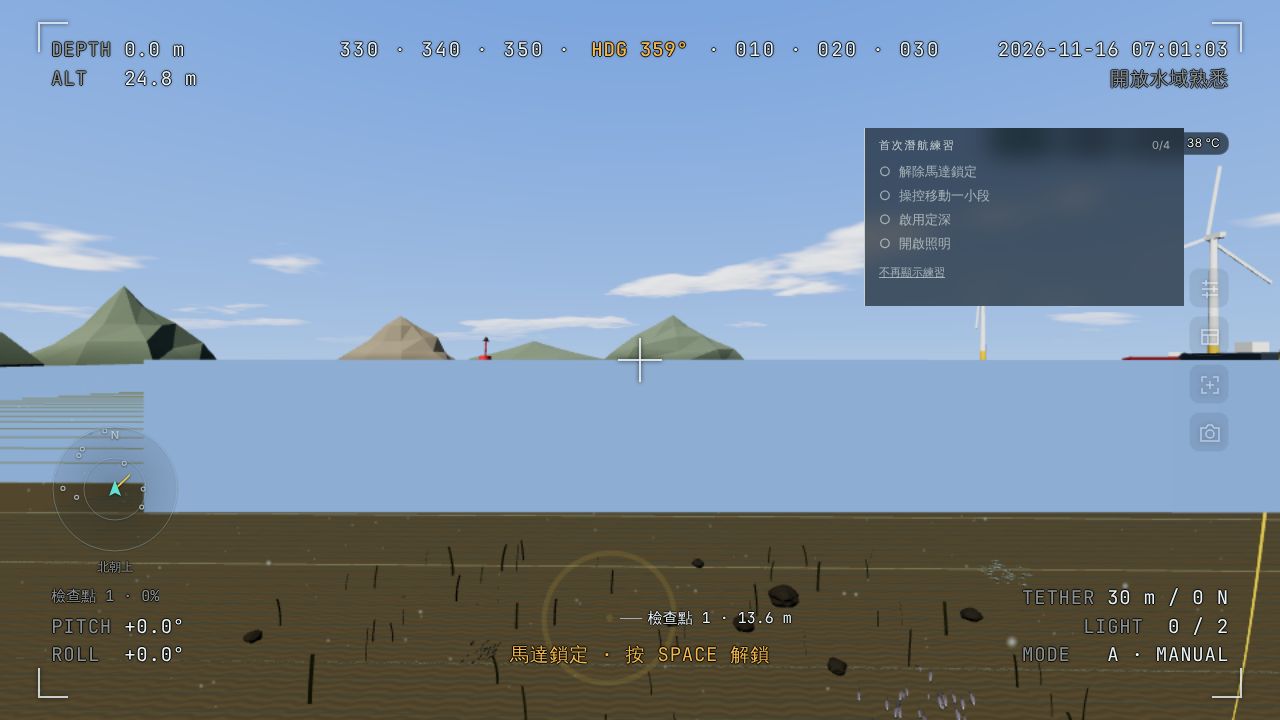 DEPTH 0.0 m
ALT 24.8 m
330 · 340 · 350 · HDG 359° · 010 · 020 · 030
2026-11-16 07:01:03
開放水域熟悉
38 °C
首次潛航練習 0/4
解除馬達鎖定
操控移動一小段
啟用定深
開啟照明
不再顯示練習
N
北朝上
檢查點 1 · 0%
PITCH +0.0°
ROLL +0.0°
檢查點 1 · 13.6 m
馬達鎖定 · 按 SPACE 解鎖
TETHER 30 m / 0 N
LIGHT 0 / 2
MODE A · MANUAL